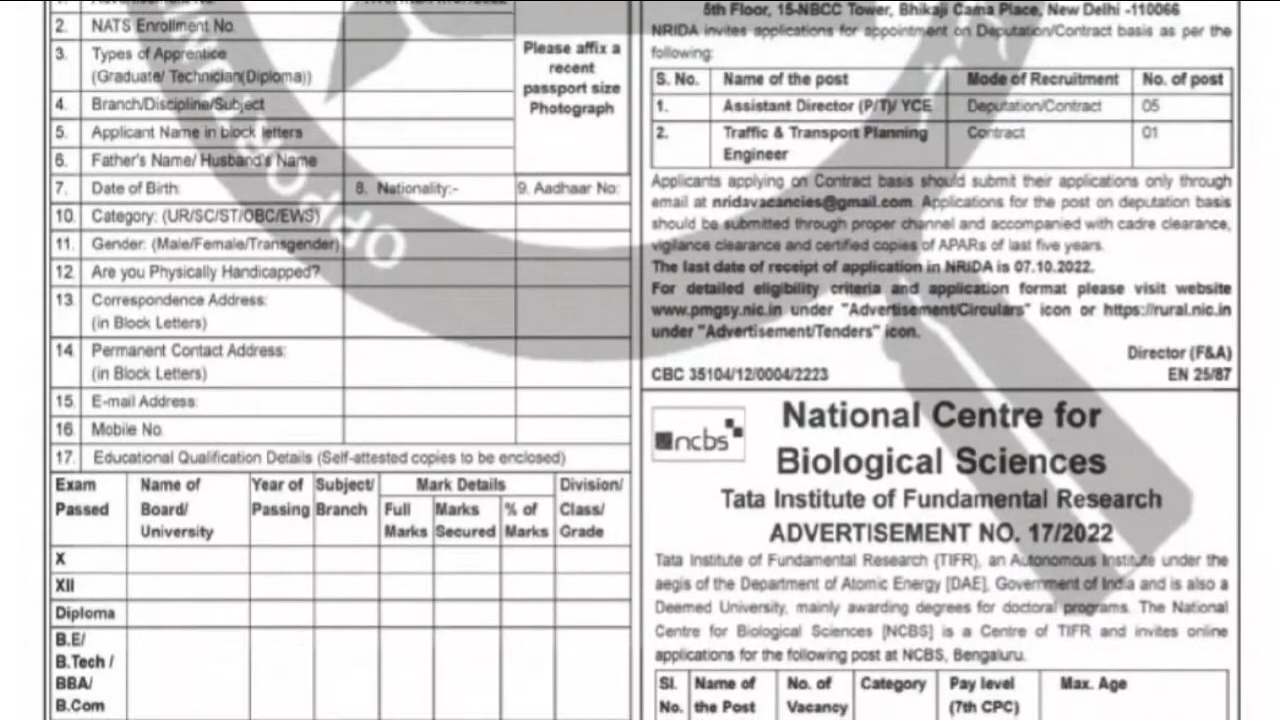 2. NATS Enrollment No.
3. Types of Apprentice
(Graduate/ Technician(Diploma))
4. Branch/Discipline/Subject
5. Applicant Name in block letters
6. Father's Name/ Husband's Name
Please affix a
recent
passport size
Photograph
7. Date of Birth 8. Nationality:- 9. Aadhaar No:
10. Category: (UR/SC/ST/OBC/EWS)
11. Gender: (Male/Female/Transgender)
12. Are you Physically Handicapped?
13. Correspondence Address:
(in Block Letters)
14. Permanent Contact Address:
(in Block Letters)
15. E-mail Address:
16. Mobile No.
17. Educational Qualification Details (Self-attested copies to be enclosed)
Exam Passed Name of Board/ University Year of Passing Subject/ Branch Mark Details Division/ Class/ Grade
Full Marks Marks Secured % of Marks
X
XII
Diploma
B.E/
B.Tech /
BBA/
B.Com
5th Floor, 15-NBCC Tower, Bhikaji Cama Place, New Delhi -110066
NRIDA invites applications for appointment on Deputation/Contract basis as per the
following:
S. No. Name of the post Mode of Recruitment No. of post
1. Assistant Director (P/T)/ YCE Deputation/Contract 05
2. Traffic & Transport Planning Contract 01
Engineer
Applicants applying on Contract basis should submit their applications only through
email at nridavacancies@gmail.com. Applications for the post on deputation basis
should be submitted through proper channel and accompanied with cadre clearance,
vigilance clearance and certified copies of APARs of last five years.
The last date of receipt of application in NRIDA is 07.10.2022.
For detailed eligibility criteria and application format please visit website
www.pmgsy.nic.in under "Advertisement/Circulars" icon or https://rural.nic.in
under "Advertisement/Tenders" icon.
Director (F&A)
CBC 35104/12/0004/2223 EN 25/87
ncbs
National Centre for
Biological Sciences
Tata Institute of Fundamental Research
ADVERTISEMENT NO. 17/2022
Tata Institute of Fundamental Research (TIFR), an Autonomous Institute under the
aegis of the Department of Atomic Energy [DAE], Government of India and is also a
Deemed University, mainly awarding degrees for doctoral programs. The National
Centre for Biological Sciences [NCBS] is a Centre of TIFR and invites online
applications for the following post at NCBS, Bengaluru.
Sl. No. Name of the Post No. of Vacancy Category Pay level (7th CPC) Max. Age